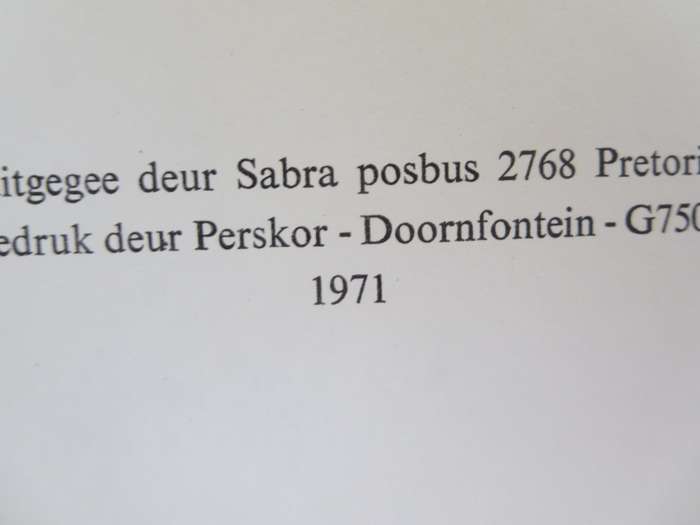 itgegee deur Sabra posbus 2768 Pretori
edruk deur Perskor - Doornfontein - G750
1971